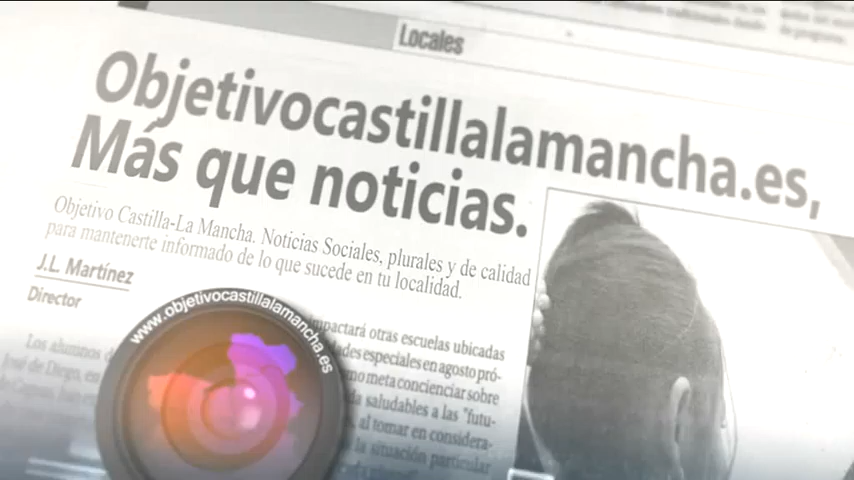 Locales
Objetivocastillalamancha.es,
Más que noticias.
Objetivo Castilla-La Mancha. Noticias Sociales, plurales y de calidad
para mantenerte informado de lo que sucede en tu localidad.
J.L. Martínez
Director
www.objetivocastillalamancha.es
Los alumnos d
José de Diego, en
impactará otras escuelas ubicadas
dades especiales en agosto pró-
mo meta concienciar sobre
da saludables a las "futu-
al tomar en considera-
la situación particular